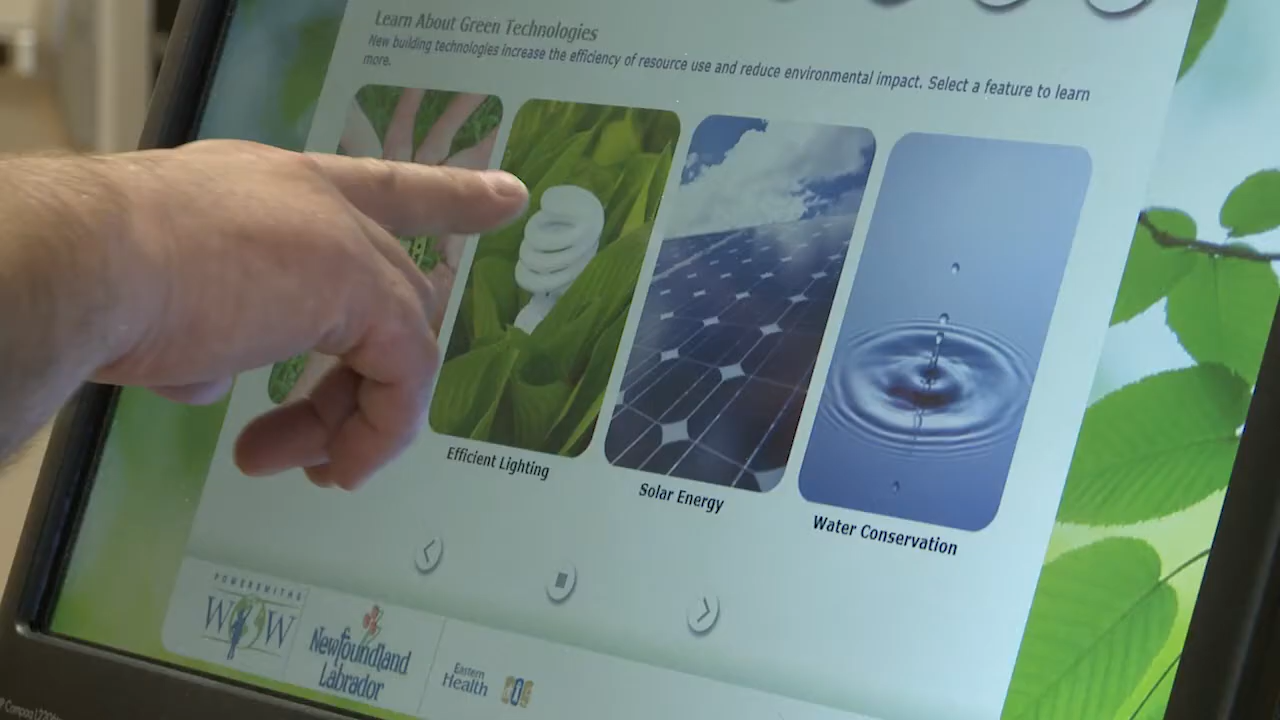 Learn About Green Technologies
New building technologies increase the efficiency of resource use and reduce environmental impact. Select a feature to learn
more.
Efficient Lighting
Solar Energy
Water Conservation
POWERSMITHS
WOW
Newfoundland
Labrador
Eastern
Health
Compaq